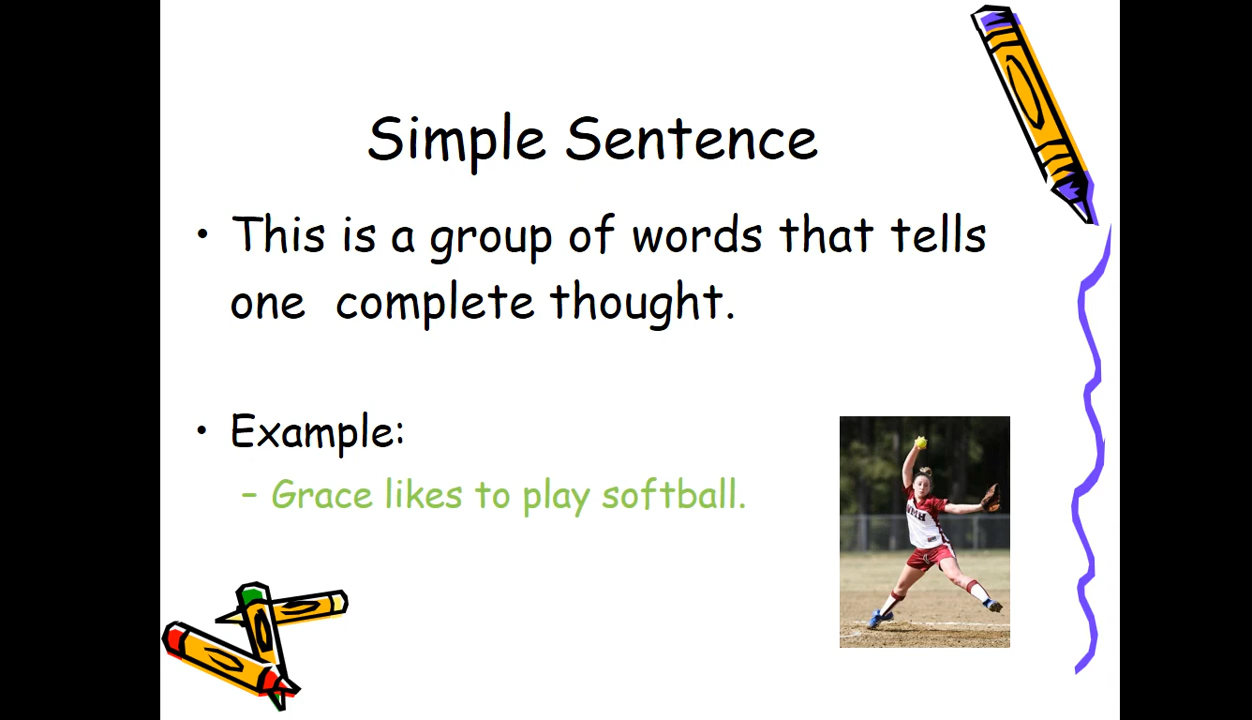 Simple Sentence
• This is a group of words that tells
one complete thought.
• Example:
– Grace likes to play softball.